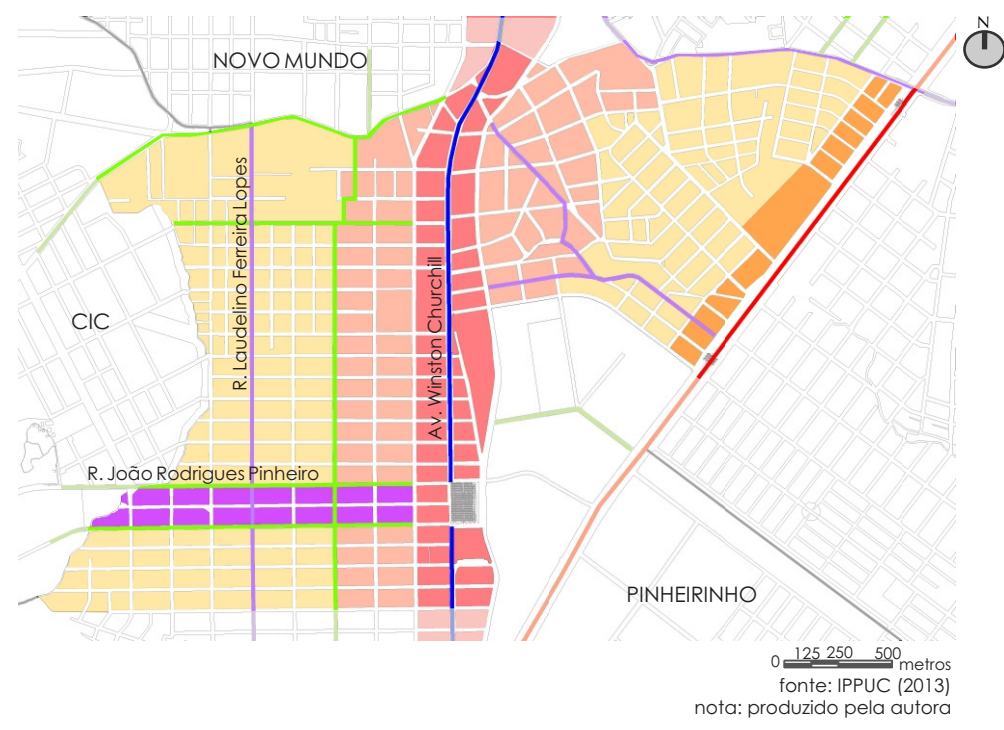 N
NOVO MUNDO
R. Laudelino Ferreira Lopes
CIC
Av. Winston Churchill
R. João Rodrigues Pinheiro
PINHEIRINHO
0 125 250 500 metros
fonte: IPPUC (2013)
nota: produzido pela autora